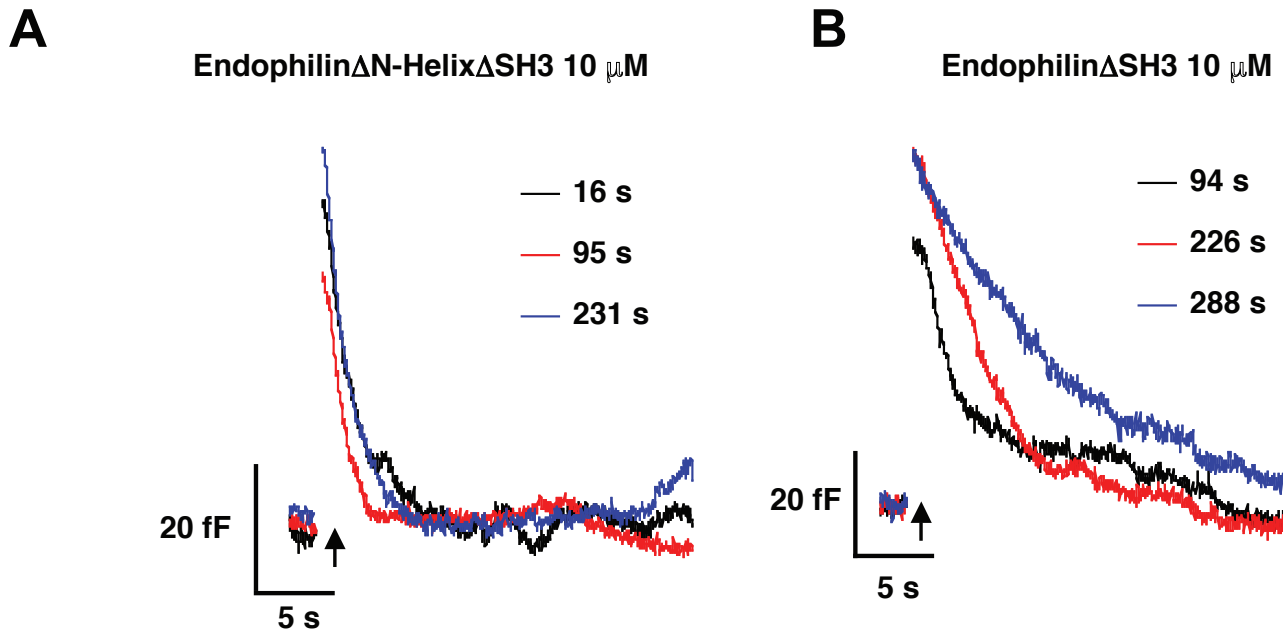 A
EndophilinΔN-HelixΔSH3 10 μM
16 s
95 s
231 s
20 fF
5 s
B
EndophilinΔSH3 10 μM
94 s
226 s
288 s
20 fF
5 s